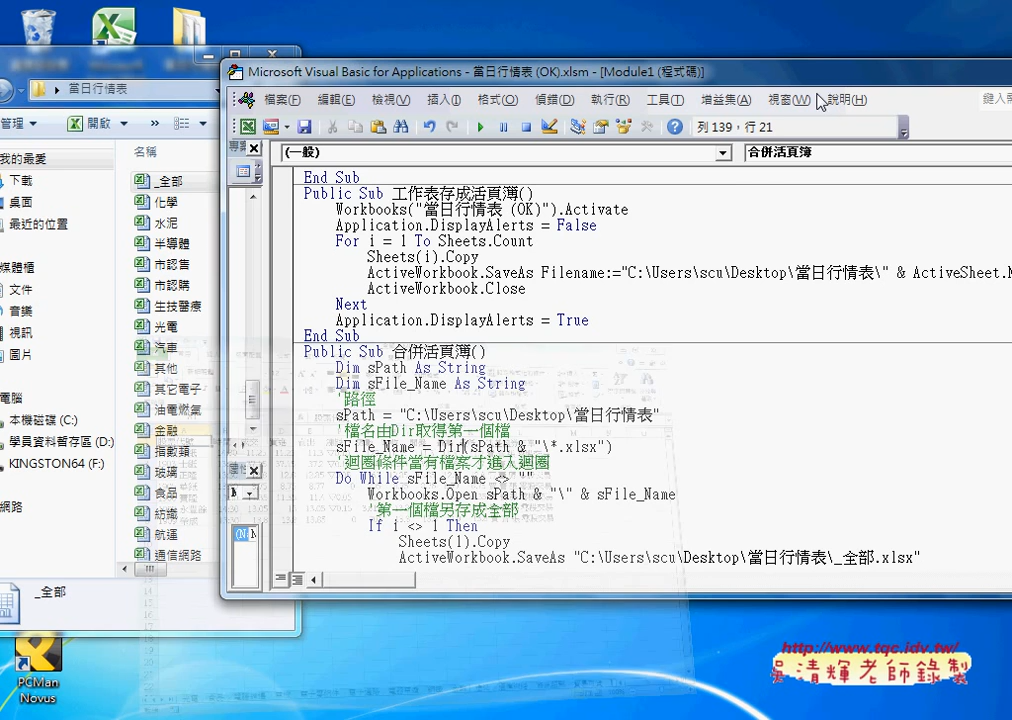 當日行情表
管理
開啟
»
我的最愛
下載
桌面
最近的位置
媒體櫃
文件
音樂
視訊
圖片
電腦
本機磁碟 (C:)
學員資料暫存區 (D:)
KINGSTON64 (F:)
網路
名稱
_全部
化學
水泥
半導體
市認售
市認購
生技醫療
光電
汽車
其他
其它電子
油電燃氣
金融
指數類
玻璃
食品
紡織
航運
通信網路
_全部
PCMan
Novus
Microsoft Visual Basic for Applications - 當日行情表 (OK).xlsm - [Module1 (程式碼)]
檔案(F) 編輯(E) 檢視(V) 插入(I) 格式(O) 偵錯(D) 執行(R) 工具(T) 增益集(A) 視窗(W) 說明(H)
列 139，行 21
(一般)
合併活頁簿
End Sub
Public Sub 工作表存成活頁簿()
Workbooks("當日行情表 (OK)").Activate
Application.DisplayAlerts = False
For i = 1 To Sheets.Count
Sheets(i).Copy
ActiveWorkbook.SaveAs Filename:="C:\Users\scu\Desktop\當日行情表\" & ActiveSheet.
ActiveWorkbook.Close
Next
Application.DisplayAlerts = True
End Sub
Public Sub 合併活頁簿()
Dim sPath As String
Dim sFile_Name As String
'路徑
sPath = "C:\Users\scu\Desktop\當日行情表"
'檔名由Dir取得第一個檔
sFile_Name = Dir(sPath & "\*.xlsx")
'迴圈條件當有檔案才進入迴圈
Do While sFile_Name <> ""
Workbooks.Open sPath & "\" & sFile_Name
'第一個檔另存成全部
If i <> 1 Then
Sheets(1).Copy
ActiveWorkbook.SaveAs "C:\Users\scu\Desktop\當日行情表\_全部.xlsx"
http://www.tqc.idv.tw/
吳清輝老師錄製